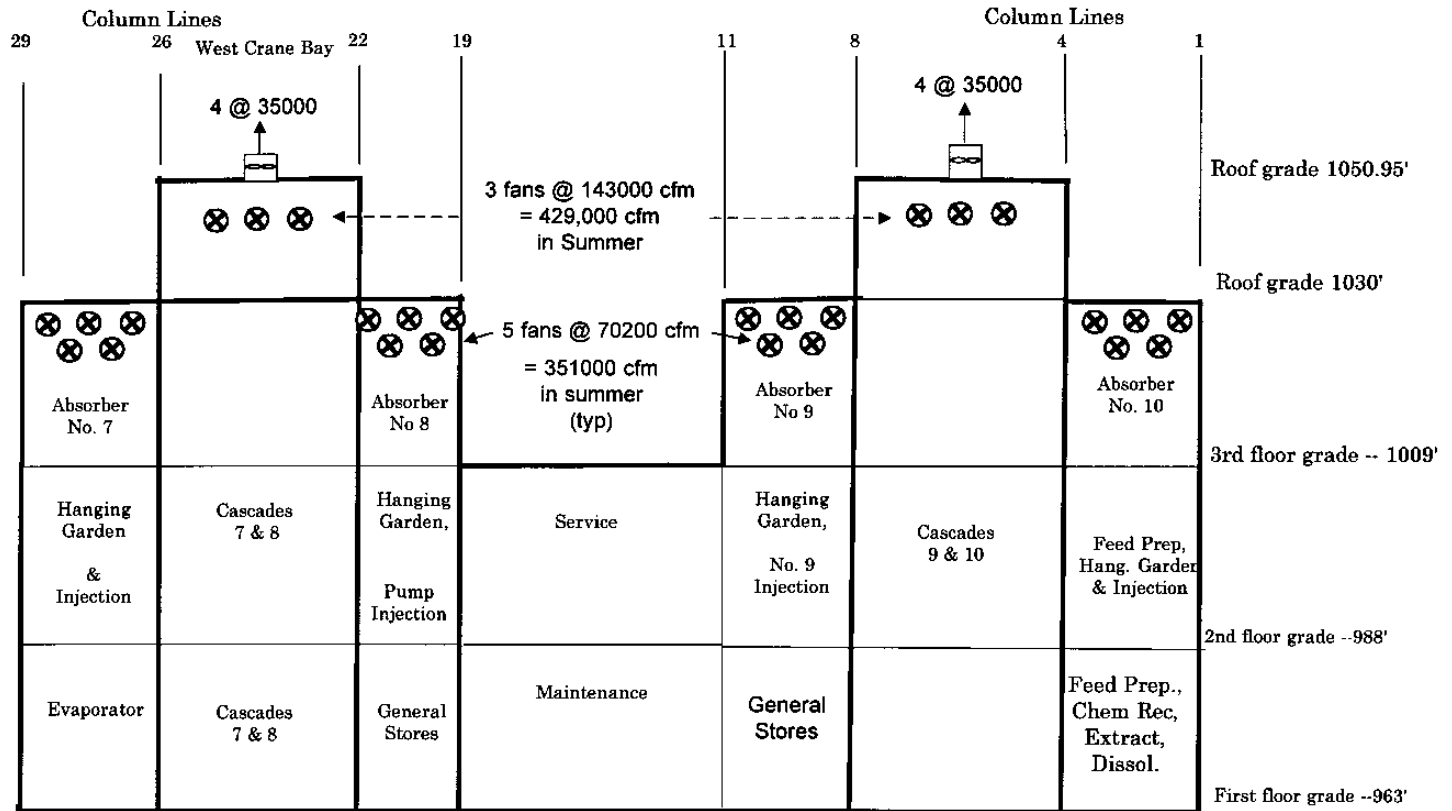 Column Lines
Column Lines
29
26
West Crane Bay
22
19
11
8
4
1
4 @ 35000
4 @ 35000
Roof grade 1050.95'
3 fans @ 143000 cfm
= 429,000 cfm
in Summer
Roof grade 1030'
5 fans @ 70200 cfm
= 351000 cfm
in summer
(typ)
Absorber
No. 7
Absorber
No 8
Absorber
No 9
Absorber
No. 10
3rd floor grade -- 1009'
Hanging
Garden
&
Injection
Cascades
7 & 8
Hanging
Garden,
Pump
Injection
Service
Hanging
Garden,
No. 9
Injection
Cascades
9 & 10
Feed Prep,
Hang. Garden
& Injection
2nd floor grade --988'
Evaporator
Cascades
7 & 8
General
Stores
Maintenance
General
Stores
Feed Prep.,
Chem Rec,
Extract,
Dissol.
First floor grade --963'